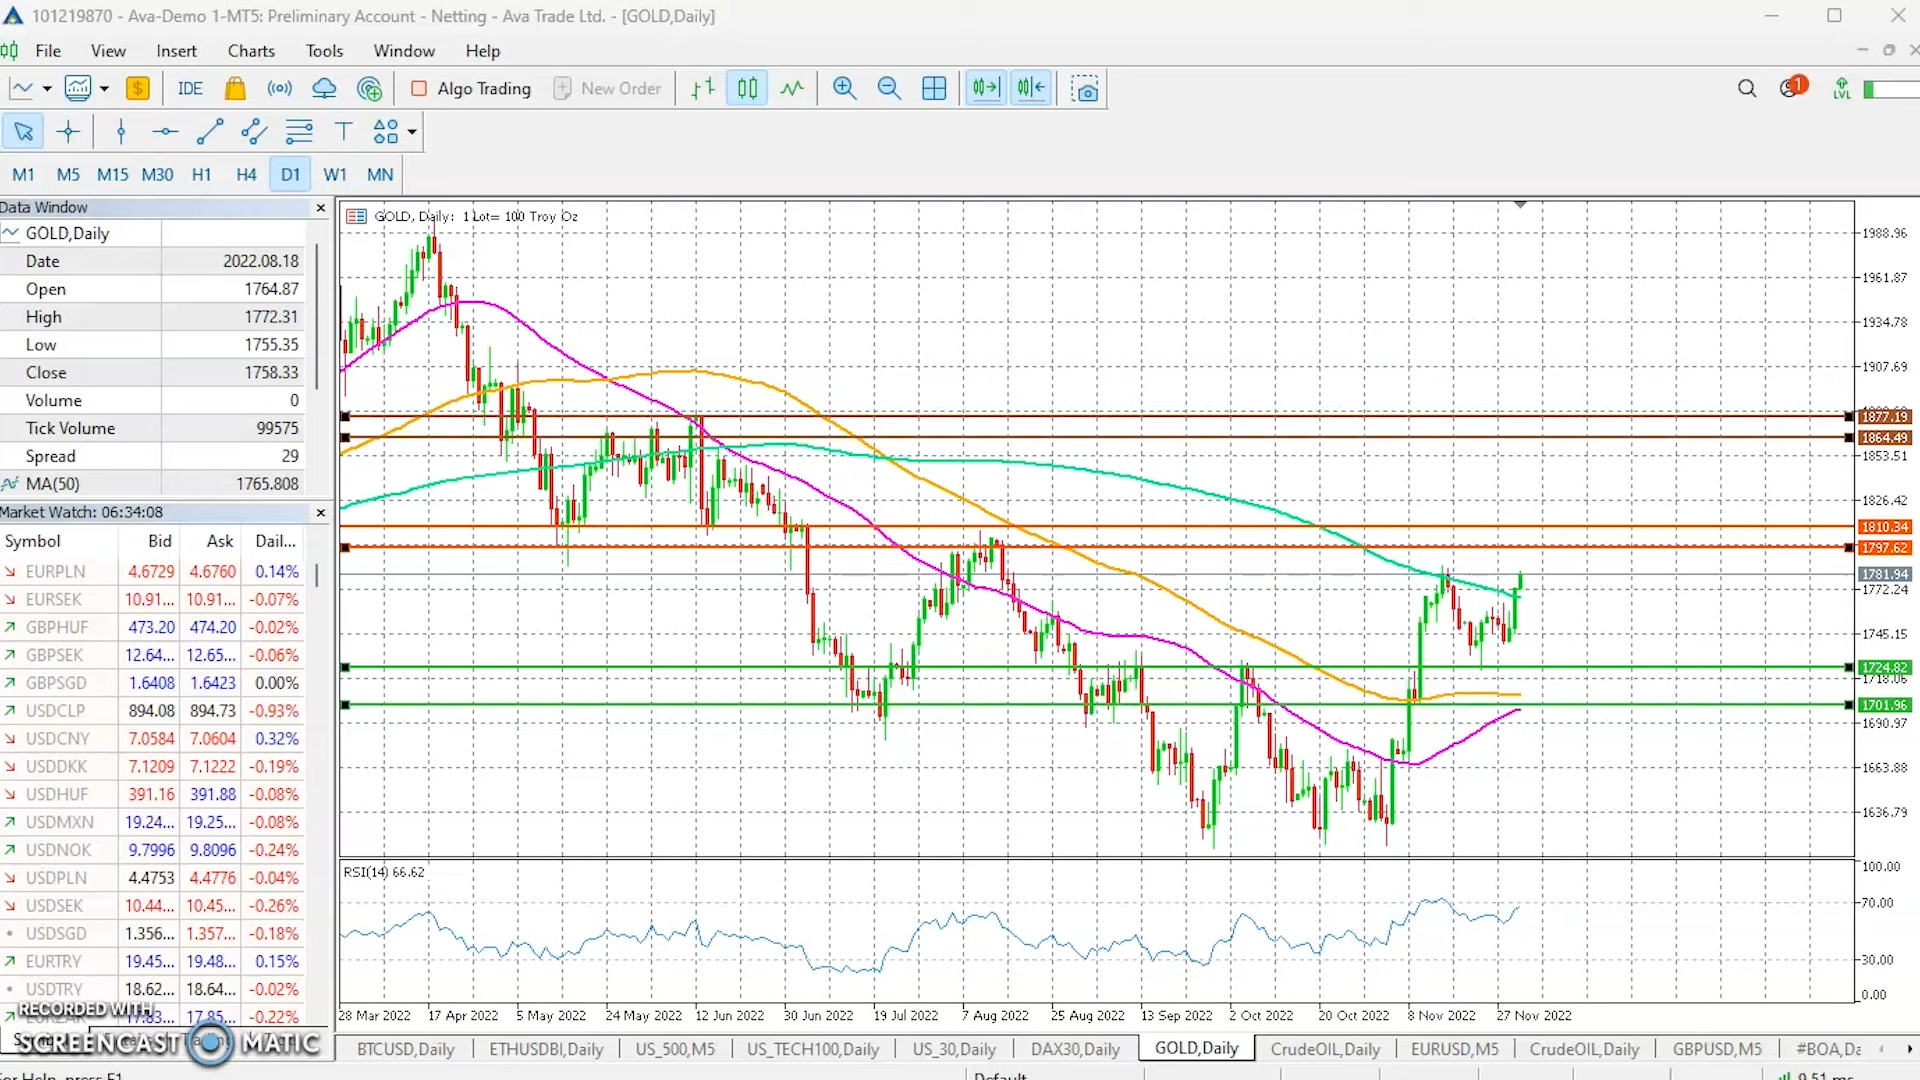 101219870 - Ava-Demo 1-MT5: Preliminary Account - Netting - Ava Trade Ltd. - [GOLD,Daily]
File View Insert Charts Tools Window Help
$ IDE Algo Trading New Order 1 LVL
T
M1 M5 M15 M30 H1 H4 D1 W1 MN
Data Window
GOLD,Daily
Date 2022.08.18
Open 1764.87
High 1772.31
Low 1755.35
Close 1758.33
Volume 0
Tick Volume 99575
Spread 29
MA(50) 1765.808
Market Watch: 06:34:08
Symbol Bid Ask Dail...
EURPLN 4.6729 4.6760 0.14%
EURSEK 10.91... 10.91... -0.07%
GBPHUF 473.20 474.20 -0.02%
GBPSEK 12.64... 12.65... -0.06%
GBPSGD 1.6408 1.6423 0.00%
USDCLP 894.08 894.73 -0.93%
USDCNY 7.0584 7.0604 0.32%
USDDKK 7.1209 7.1222 -0.19%
USDHUF 391.16 391.88 -0.08%
USDMXN 19.24... 19.25... -0.08%
USDNOK 9.7996 9.8096 -0.24%
USDPLN 4.4753 4.4776 -0.04%
USDSEK 10.44... 10.45... -0.26%
USDSGD 1.356... 1.357... -0.18%
EURTRY 19.45... 19.48... 0.15%
USDTRY 18.62... 18.64... -0.02%
17.83... 17.85... -0.22%
RECORDED WITH
SCREENCAST MATIC
GOLD, Daily: 1 Lot= 100 Troy Oz
1988.96
1961.87
1934.78
1907.69
1877.19
1864.49
1853.51
1826.42
1810.34
1797.62
1781.94
1772.24
1745.15
1724.82
1718.06
1701.96
1690.97
1663.88
1636.79
RSI(14) 66.62
100.00
70.00
30.00
0.00
28 Mar 2022 17 Apr 2022 5 May 2022 24 May 2022 12 Jun 2022 30 Jun 2022 19 Jul 2022 7 Aug 2022 25 Aug 2022 13 Sep 2022 2 Oct 2022 20 Oct 2022 8 Nov 2022 27 Nov 2022
BTCUSD,Daily ETHUSDBI,Daily US_500,M5 US_TECH100,Daily US_30,Daily DAX30,Daily GOLD,Daily CrudeOIL,Daily EURUSD,M5 CrudeOIL,Daily GBPUSD,M5 #BOA,Da
For Help, press F1 Default 9.51 ms